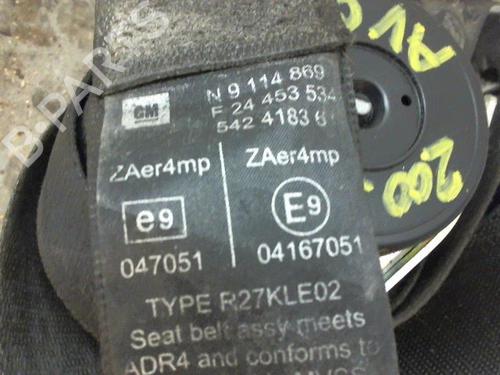 N 9 114 869
GM
F 24 453 534
542 4183 6
ZAer4mp ZAer4mp
e9 E9
047051 04167051
TYPE R27KLE02
Seat belt assy meets
ADR4 and conforms to
B-PARTS
200